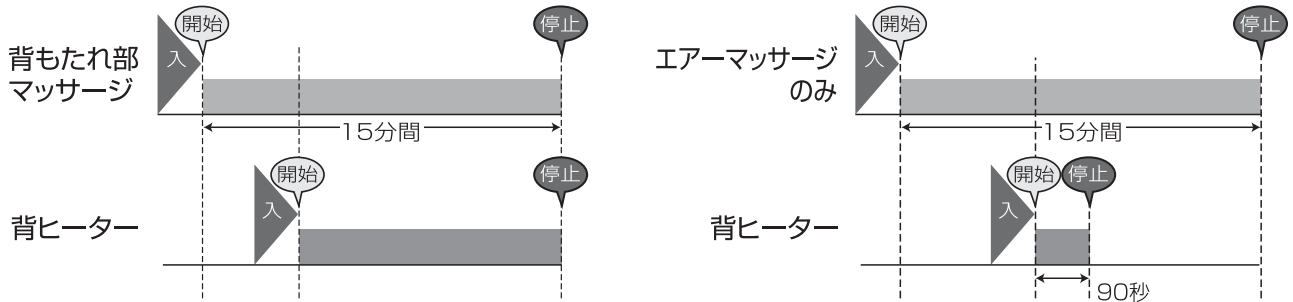 開始
停止
入
背もたれ部
マッサージ
15分間
開始
停止
入
背ヒーター
開始
停止
入
エアーマッサージ
のみ
15分間
開始
停止
入
背ヒーター
90秒